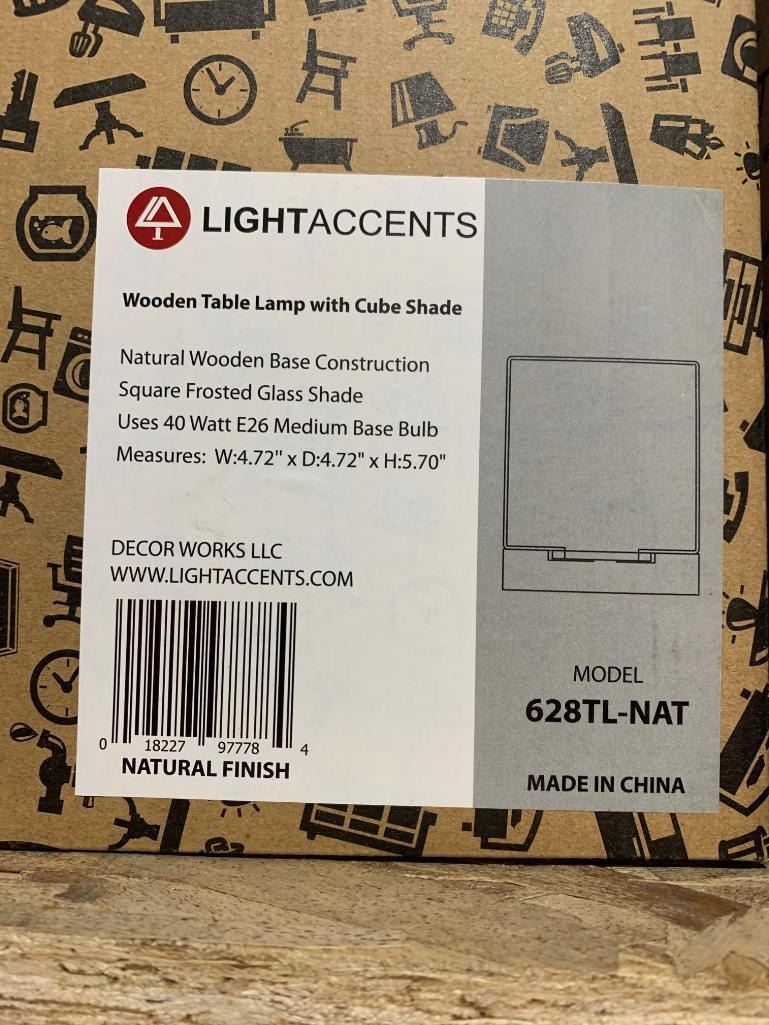 LIGHTACCENTS
Wooden Table Lamp with Cube Shade
Natural Wooden Base Construction
Square Frosted Glass Shade
Uses 40 Watt E26 Medium Base Bulb
Measures: W:4.72" x D:4.72" x H:5.70"
DECOR WORKS LLC
WWW.LIGHTACCENTS.COM
0 18227 97778 4
NATURAL FINISH
MODEL
628TL-NAT
MADE IN CHINA